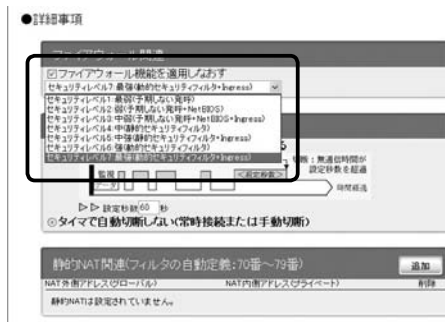 ●詳細事項
ファイアウォール関連
☑ファイアウォール機能を適用しなおす
セキュリティレベル7:最強(動的セキュリティフィルタ+Ingress)
セキュリティレベル1:最弱(予期しない発呼)
セキュリティレベル2:弱(予期しない発呼+NetBIOS)
セキュリティレベル3:中弱(予期しない発呼+NetBIOS+Ingress)
セキュリティレベル4:中(静的セキュリティフィルタ)
セキュリティレベル5:中強(静的セキュリティフィルタ+Ingress)
セキュリティレベル6:強(動的セキュリティフィルタ)
セキュリティレベル7:最強(動的セキュリティフィルタ+Ingress)
る
切断:無通信時間が
設定秒数を超過
監視
データ
<設定秒数>
時間経過
▷▷ 設定秒数 60 秒
◎タイマで自動切断しない(常時接続または手動切断)
静的NAT関連(フィルタの自動定義:70番~79番)
追加
NAT外側アドレス(グローバル)
NAT内側アドレス(プライベート)
削除
静的NATは設定されていません。